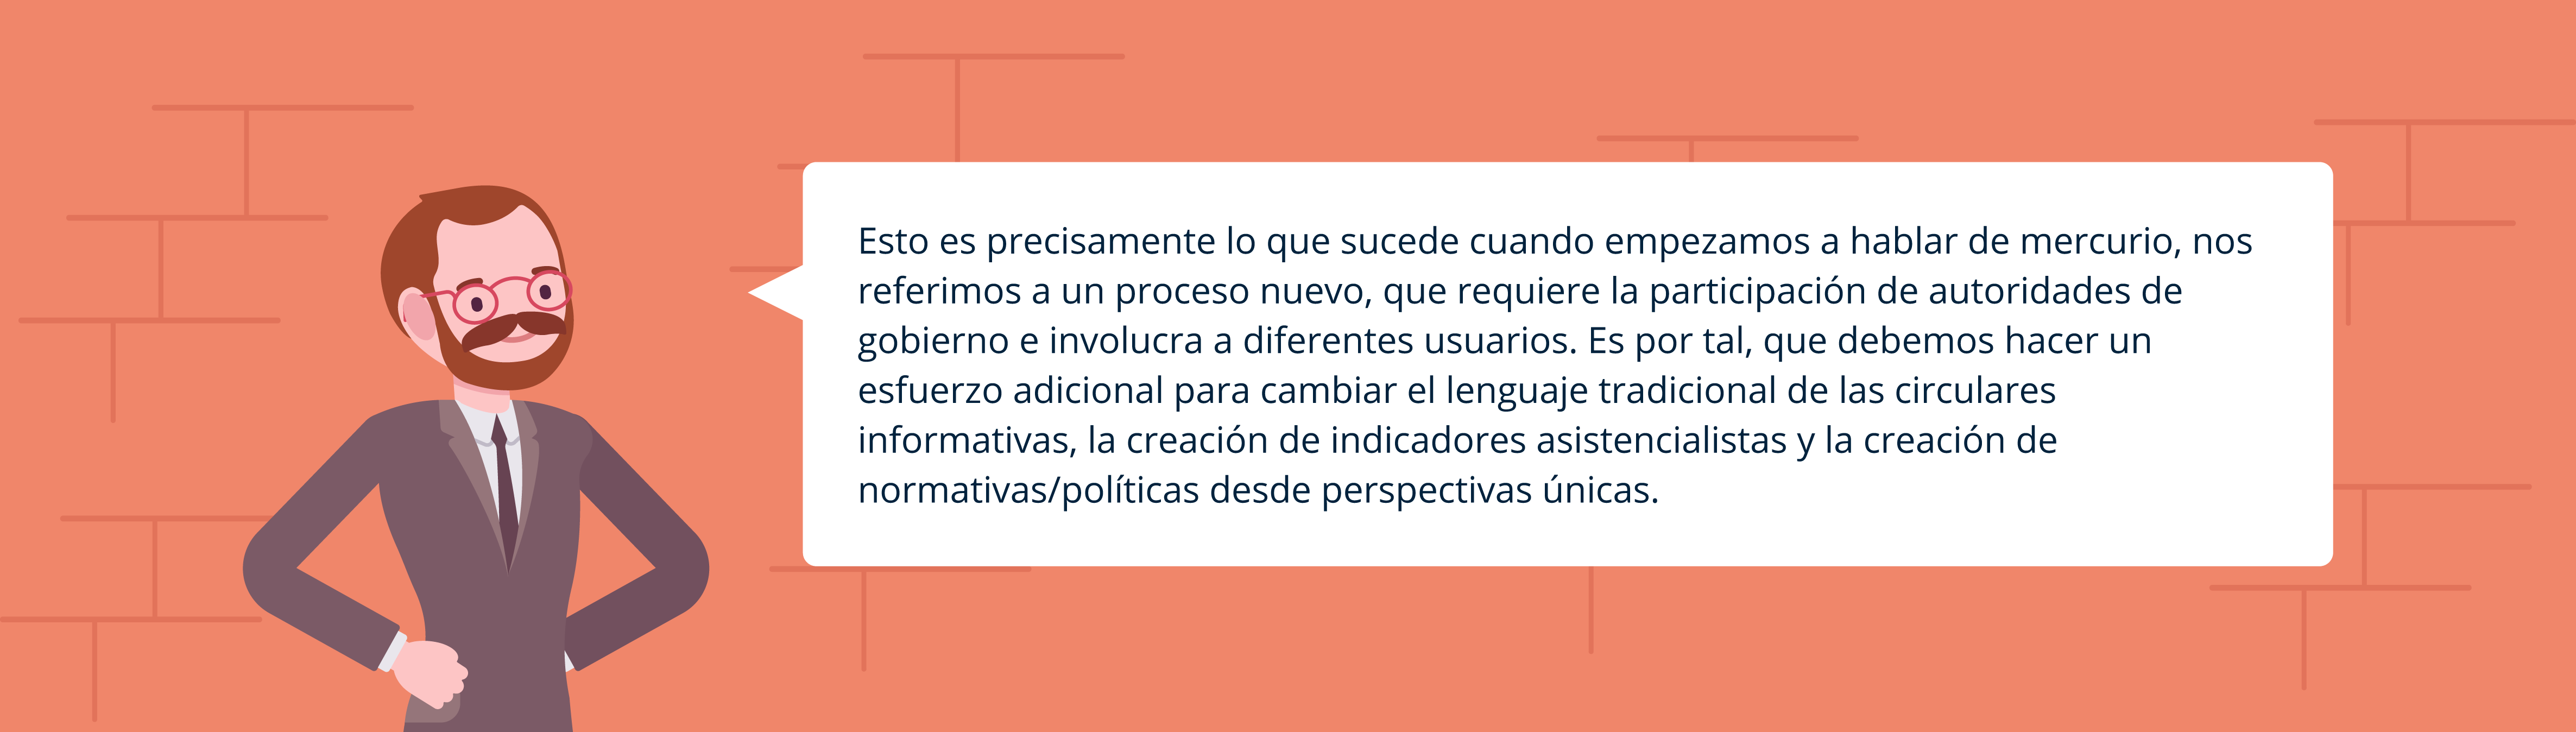 Esto es precisamente lo que sucede cuando empezamos a hablar de mercurio, nos
referimos a un proceso nuevo, que requiere la participación de autoridades de
gobierno e involucra a diferentes usuarios. Es por tal, que debemos hacer un
esfuerzo adicional para cambiar el lenguaje tradicional de las circulares
informativas, la creación de indicadores asistencialistas y la creación de
normativas/políticas desde perspectivas únicas.